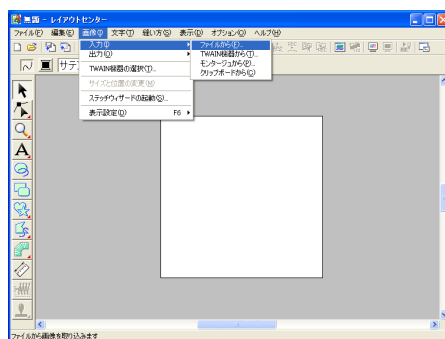 無題 - レイアウトセンター
ファイル(F) 編集(E) 画像(I) 文字(T) 縫い方(S) 表示(D) オプション(O) ヘルプ(H)
入力(I)
出力(O)
TWAIN機器の選択(T)...
サイズと位置の変更(M)
ステッチウィザードの起動(S)...
表示設定(D) F6
ファイルから(F)...
TWAIN機器から(T)...
モンタージュから(P)...
クリップボードから(C)
サテ
A
ファイルから画像を取り込みます